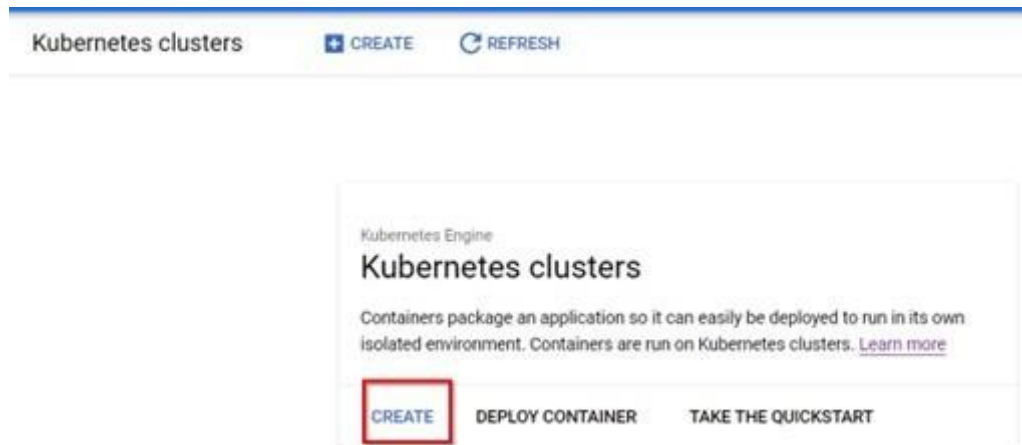 Kubernetes clusters CREATE REFRESH
Kubernetes Engine
Kubernetes clusters
Containers package an application so it can easily be deployed to run in its own
isolated environment. Containers are run on Kubernetes clusters. Learn more
CREATE DEPLOY CONTAINER TAKE THE QUICKSTART